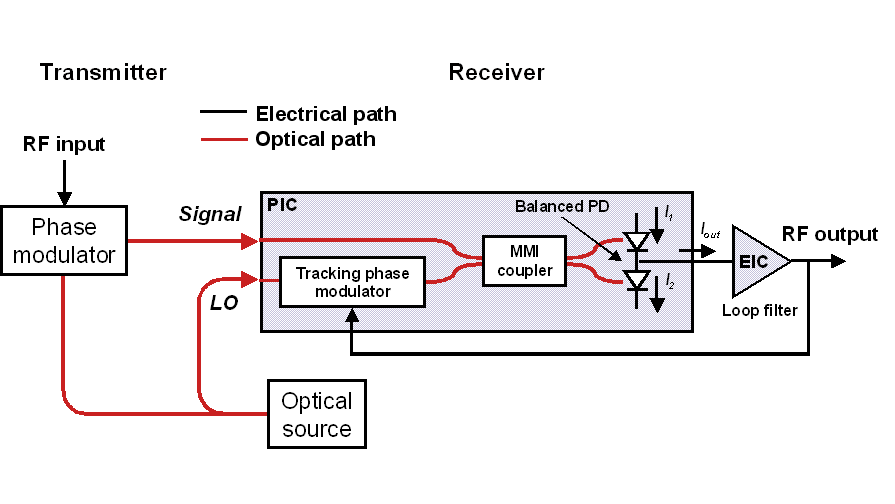 Transmitter
Receiver
Electrical path
Optical path
RF input
Phase
modulator
Signal
LO
PIC
Balanced PD
Tracking phase
modulator
MMI
coupler
I1
I2
Iout
EIC
RF output
Loop filter
Optical
source